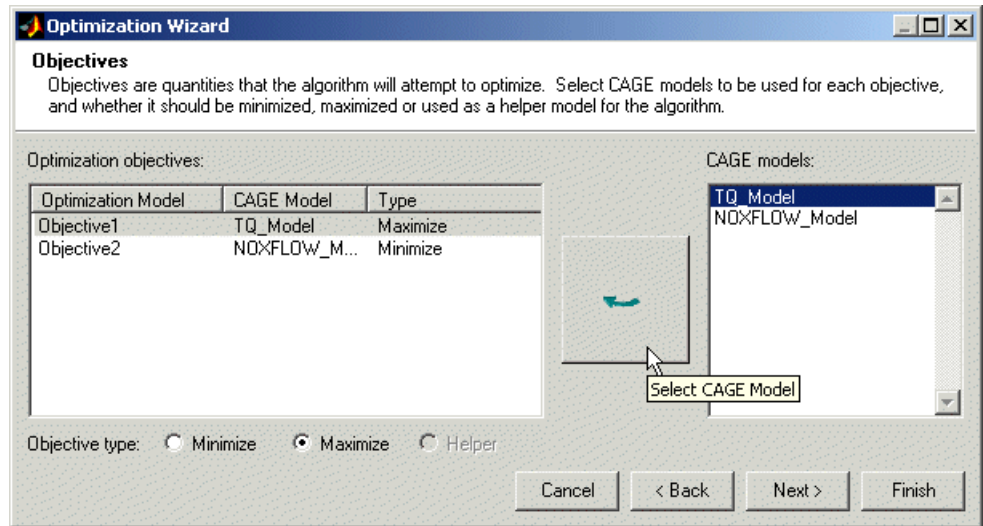 Optimization Wizard
Objectives
Objectives are quantities that the algorithm will attempt to optimize. Select CAGE models to be used for each objective,
and whether it should be minimized, maximized or used as a helper model for the algorithm.
Optimization objectives:
CAGE models:
Optimization Model CAGE Model Type
Objective1 TQ_Model Maximize
Objective2 NOXFLOW_M... Minimize
TQ_Model
NOXFLOW_Model
Select CAGE Model
Objective type: Minimize Maximize Helper
Cancel < Back Next > Finish